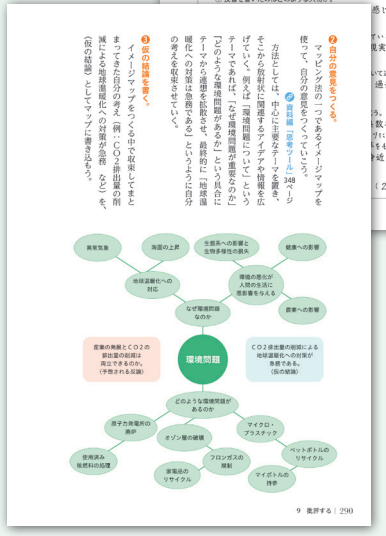 ❷自分の意見をつくる。
マッピング法の一つであるイメージマップを
使って、自分の意見をつくっていこう。
資料編「思考ツール」348ページ
方法としては、中心に主要なテーマを置き、
そこから放射状に関連するアイデアや情報を広
げていく。例えば「環境問題について」という
テーマであれば、「なぜ環境問題が重要なのか」
「どのような環境問題があるか」という具合に
テーマから連想を拡散させ、最終的に「地球温
暖化への対策は急務である」というように自分
の考えを収束させていく。
❸仮の結論を書く。
イメージマップをつくる中で収束してまと
まってきた自分の考え(例:CO2排出量の削
減による地球温暖化への対策が急務 など)を、
(仮の結論)としてマップに書き込もう。
異常気象
海面の上昇
生態系への影響と
生物多様性の損失
健康への影響
地球温暖化への
対応
環境の悪化が
人間の生活に
悪影響を与える
なぜ環境問題
なのか
農業への影響
産業の発展とCO2の
排出量の削減は
両立できるのか。
(予想される反論)
環境問題
CO2排出量の削減による
地球温暖化への対策が
急務である。
(仮の結論)
どのような環境問題が
あるのか
原子力発電所の
廃炉
オゾン層の破壊
マイクロ・
プラスチック
使用済み
核燃料の処理
家電品の
リサイクル
フロンガスの
規制
ペットボトルの
リサイクル
マイボトルの
持参
9 批評する | 290